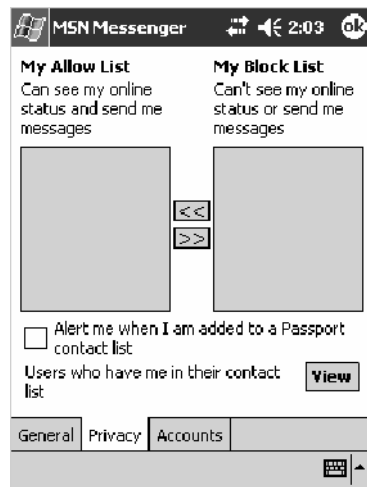 MSN Messenger 2:03 ok
My Allow List
Can see my online
status and send me
messages
My Block List
Can't see my online
status or send me
messages
<<
>>
Alert me when I am added to a Passport
contact list
Users who have me in their contact
list
View
General Privacy Accounts